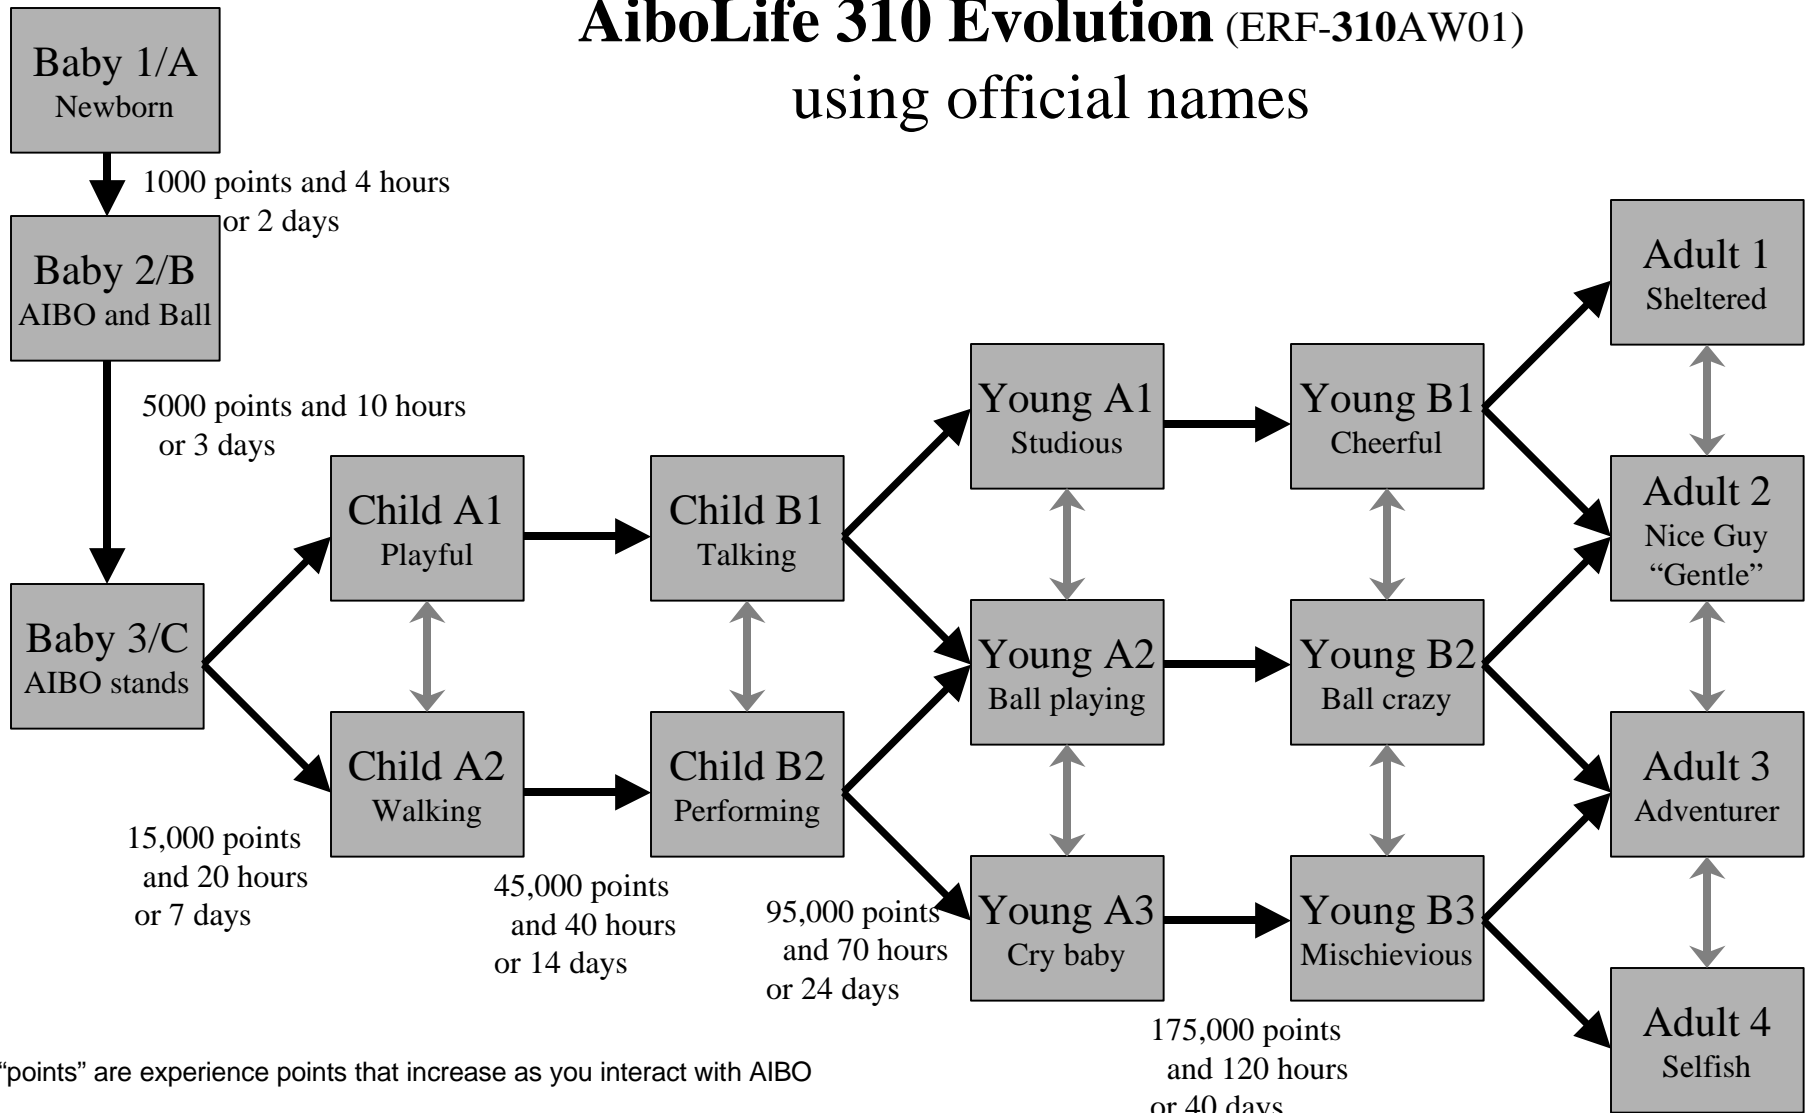 AiboLife 310 Evolution (ERF-310AW01)
using official names
Baby 1/A
Newborn
1000 points and 4 hours
or 2 days
Baby 2/B
AIBO and Ball
5000 points and 10 hours
or 3 days
Baby 3/C
AIBO stands
15,000 points
and 20 hours
or 7 days
Child A1
Playful
Child A2
Walking
45,000 points
and 40 hours
or 14 days
Child B1
Talking
Child B2
Performing
95,000 points
and 70 hours
or 24 days
Young A1
Studious
Young A2
Ball playing
Young A3
Cry baby
175,000 points
and 120 hours
or 40 days
Young B1
Cheerful
Young B2
Ball crazy
Young B3
Mischievious
Adult 1
Sheltered
Adult 2
Nice Guy
“Gentle”
Adult 3
Adventurer
Adult 4
Selfish
“points” are experience points that increase as you interact with AIBO